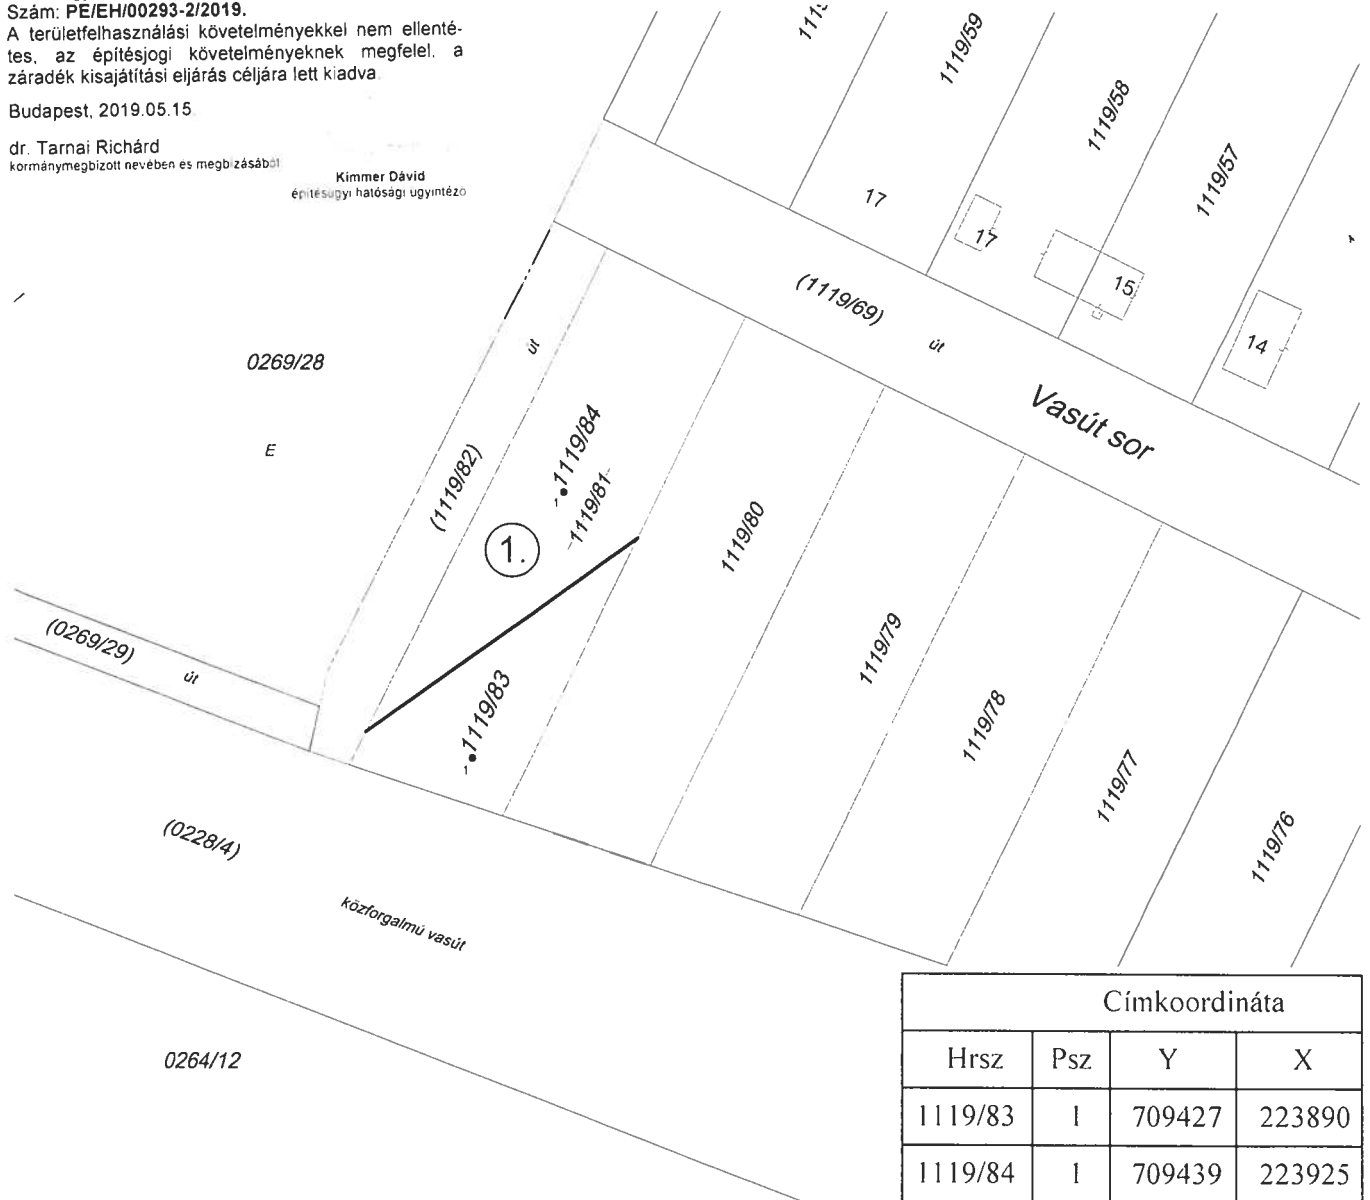 Szám: PE/EH/00293-2/2019.
A területfelhasználási követelményekkel nem ellenté-
tes, az építésjogi követelményeknek megfelel, a
záradék kisajátítási eljárás céljára lett kiadva.
Budapest, 2019.05.15.
dr. Tarnai Richárd
kormánymegbízott nevében és megbízásából
Kimmer Dávid
építésügyi hatósági ügyintéző
1119/59
1119/58
1119/57
17
17
15
14
(1119/69)
út
Vasút sor
0269/28
E
út
(1119/82)
1119/84
1119/81
1.
1119/80
1119/79
1119/78
1119/77
1119/76
1119/83
(0269/29)
út
(0228/4)
közforgalmú vasút
0264/12
Címkoordináta
Hrsz Psz Y X
1119/83 1 709427 223890
1119/84 1 709439 223925